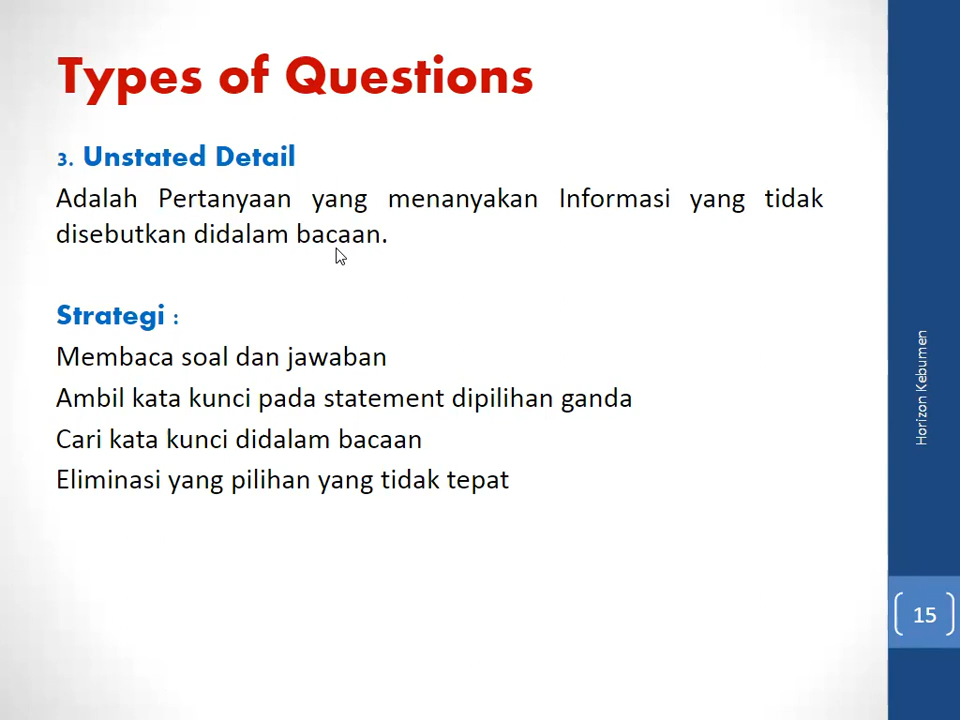 Types of Questions
3. Unstated Detail
Adalah Pertanyaan yang menanyakan Informasi yang tidak
disebutkan didalam bacaan.
Strategi :
Membaca soal dan jawaban
Ambil kata kunci pada statement dipilihan ganda
Cari kata kunci didalam bacaan
Eliminasi yang pilihan yang tidak tepat
Horizon Kebumen
15